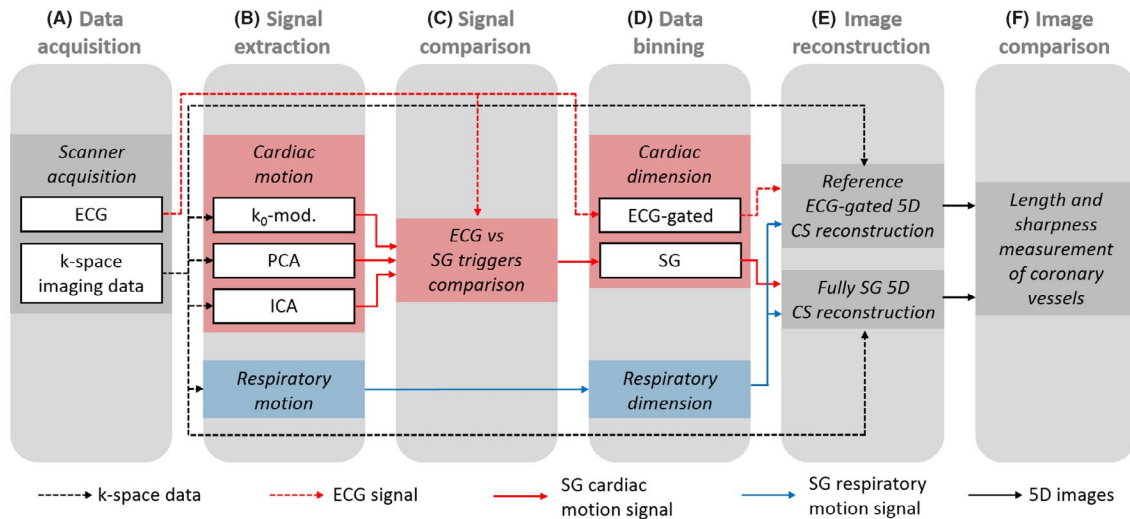 (A) Data
acquisition
(B) Signal
extraction
(C) Signal
comparison
(D) Data
binning
(E) Image
reconstruction
(F) Image
comparison
Scanner
acquisition
ECG
k-space
imaging data
Cardiac
motion
k₀-mod.
PCA
ICA
Respiratory
motion
ECG vs
SG triggers
comparison
Cardiac
dimension
ECG-gated
SG
Respiratory
dimension
Reference
ECG-gated 5D
CS reconstruction
Fully SG 5D
CS reconstruction
Length and
sharpness
measurement
of coronary
vessels
k-space data
ECG signal
SG cardiac
motion signal
SG respiratory
motion signal
5D images